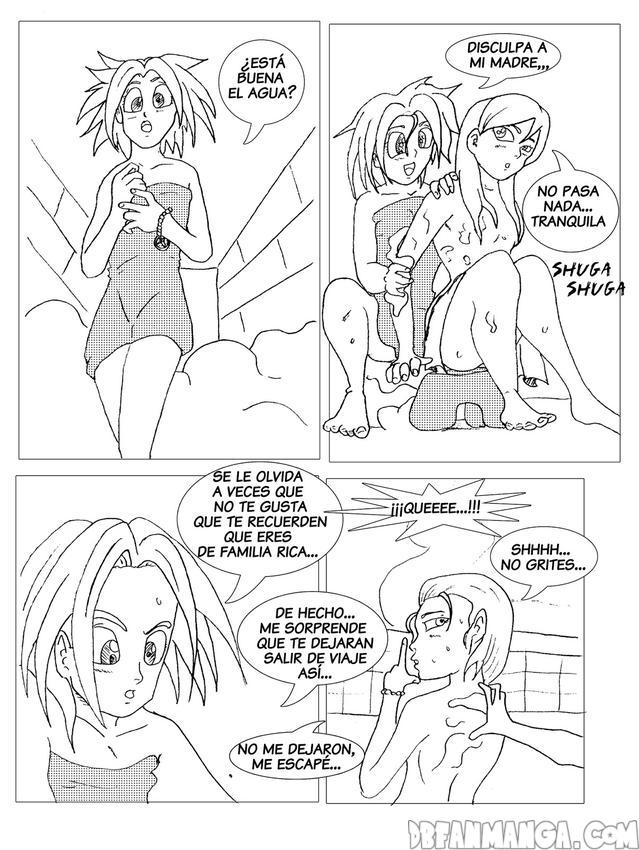 ¿ESTÁ
BUENA
EL AGUA?
DISCULPA A
MI MADRE,,,
NO PASA
NADA...
TRANQUILA
SHUGA
SHUGA
SE LE OLVIDA
A VECES QUE
NO TE GUSTA
QUE TE RECUERDEN
QUE ERES
DE FAMILIA RICA...
DE HECHO...
ME SORPRENDE
QUE TE DEJARAN
SALIR DE VIAJE
ASÍ...
NO ME DEJARON,
ME ESCAPÉ...
¡¡¡QUEEEE...!!!
SHHHH...
NO GRITES...
DBFANMANGA.COM